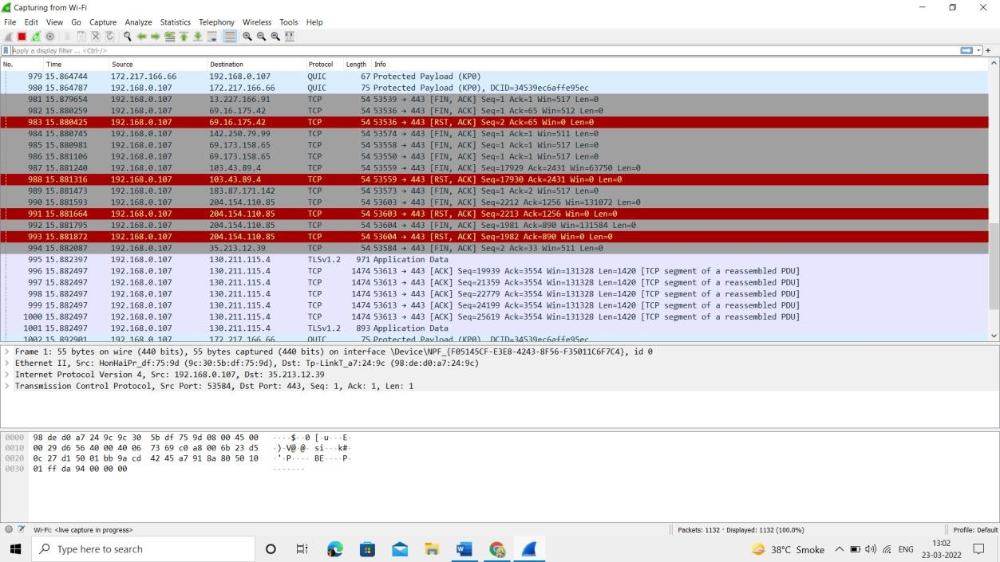 Capturing from Wi-Fi
File Edit View Go Capture Analyze Statistics Telephony Wireless Tools Help
Apply a display filter ... <Ctrl-/>
No. Time Source Destination Protocol Length Info
979 15.864744 172.217.166.66 192.168.0.107 QUIC 67 Protected Payload (KP0)
980 15.864787 192.168.0.107 172.217.166.66 QUIC 75 Protected Payload (KP0), DCID=34539ec6affe95ec
981 15.879654 192.168.0.107 13.227.166.91 TCP 54 53539 → 443 [FIN, ACK] Seq=1 Ack=1 Win=517 Len=0
982 15.880259 192.168.0.107 69.16.175.42 TCP 54 53536 → 443 [FIN, ACK] Seq=1 Ack=65 Win=512 Len=0
983 15.880425 192.168.0.107 69.16.175.42 TCP 54 53536 → 443 [RST, ACK] Seq=2 Ack=65 Win=0 Len=0
984 15.880745 192.168.0.107 142.250.79.99 TCP 54 53574 → 443 [FIN, ACK] Seq=1 Ack=1 Win=511 Len=0
985 15.880981 192.168.0.107 69.173.158.65 TCP 54 53558 → 443 [FIN, ACK] Seq=1 Ack=1 Win=517 Len=0
986 15.881106 192.168.0.107 69.173.158.65 TCP 54 53550 → 443 [FIN, ACK] Seq=1 Ack=1 Win=517 Len=0
987 15.881240 192.168.0.107 103.43.89.4 TCP 54 53559 → 443 [FIN, ACK] Seq=17929 Ack=2431 Win=63750 Len=0
988 15.881316 192.168.0.107 103.43.89.4 TCP 54 53559 → 443 [RST, ACK] Seq=17930 Ack=2431 Win=0 Len=0
989 15.881473 192.168.0.107 183.87.171.142 TCP 54 53573 → 443 [FIN, ACK] Seq=1 Ack=2 Win=517 Len=0
990 15.881593 192.168.0.107 204.154.110.85 TCP 54 53603 → 443 [FIN, ACK] Seq=2212 Ack=1256 Win=131072 Len=0
991 15.881664 192.168.0.107 204.154.110.85 TCP 54 53603 → 443 [RST, ACK] Seq=2213 Ack=1256 Win=0 Len=0
992 15.881795 192.168.0.107 204.154.110.85 TCP 54 53604 → 443 [FIN, ACK] Seq=1981 Ack=890 Win=131584 Len=0
993 15.881872 192.168.0.107 204.154.110.85 TCP 54 53604 → 443 [RST, ACK] Seq=1982 Ack=890 Win=0 Len=0
994 15.882087 192.168.0.107 35.213.12.39 TCP 54 53584 → 443 [FIN, ACK] Seq=2 Ack=33 Win=511 Len=0
995 15.882397 192.168.0.107 130.211.115.4 TLSv1.2 971 Application Data
996 15.882497 192.168.0.107 130.211.115.4 TCP 1474 53613 → 443 [ACK] Seq=19939 Ack=3554 Win=131328 Len=1420 [TCP segment of a reassembled PDU]
997 15.882497 192.168.0.107 130.211.115.4 TCP 1474 53613 → 443 [ACK] Seq=21359 Ack=3554 Win=131328 Len=1420 [TCP segment of a reassembled PDU]
998 15.882497 192.168.0.107 130.211.115.4 TCP 1474 53613 → 443 [ACK] Seq=22779 Ack=3554 Win=131328 Len=1420 [TCP segment of a reassembled PDU]
999 15.882497 192.168.0.107 130.211.115.4 TCP 1474 53613 → 443 [ACK] Seq=24199 Ack=3554 Win=131328 Len=1420 [TCP segment of a reassembled PDU]
1000 15.882497 192.168.0.107 130.211.115.4 TCP 1474 53613 → 443 [ACK] Seq=25619 Ack=3554 Win=131328 Len=1420 [TCP segment of a reassembled PDU]
1001 15.882497 192.168.0.107 130.211.115.4 TLSv1.2 893 Application Data
1002 15.892901 192.168.0.107 172.217.166.66 QUIC 75 Protected Payload (KP0), DCID=34539ec6affe95ec
Frame 1: 55 bytes on wire (440 bits), 55 bytes captured (440 bits) on interface \Device\NPF_{F05145CF-E3E8-4243-8F56-F35011C6F7C4}, id 0
Ethernet II, Src: HonHaiPr_df:75:9d (9c:30:5b:df:75:9d), Dst: Tp-LinkT_a7:24:9c (98:de:d0:a7:24:9c)
Internet Protocol Version 4, Src: 192.168.0.107, Dst: 35.213.12.39
Transmission Control Protocol, Src Port: 53584, Dst Port: 443, Seq: 1, Ack: 1, Len: 1
0000 98 de d0 a7 24 9c 9c 30 5b df 75 9d 08 00 45 00 ····$··0 [·u···E·
0010 00 29 d6 56 40 00 40 06 73 69 c0 a8 00 6b 23 d5 ·)·V@·@· si···k#·
0020 0c 27 d1 50 01 bb 9a cd 42 45 a7 91 8a 80 50 10 ·'·P···· BE····P·
0030 01 ff da 94 00 00 00 ·······
Wi-Fi: <live capture in progress> Packets: 1132 · Displayed: 1132 (100.0%) Profile: Default
Type here to search 38°C Smoke ENG 13:02
23-03-2022